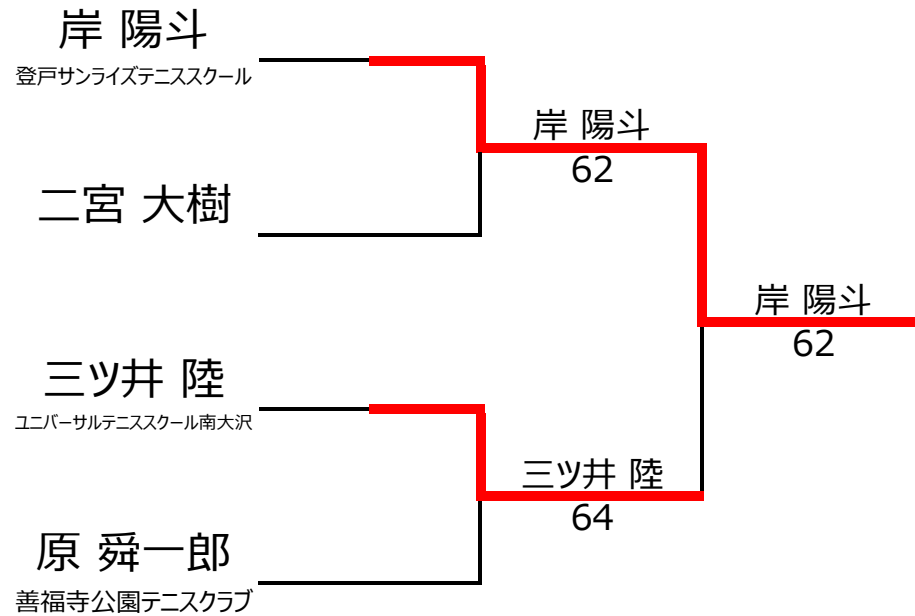 岸 陽斗
登戸サンライズテニススクール
岸 陽斗
62
二宮 大樹
岸 陽斗
62
三ツ井 陸
ユニバーサルテニススクール南大沢
三ツ井 陸
64
原 舜一郎
善福寺公園テニスクラブ